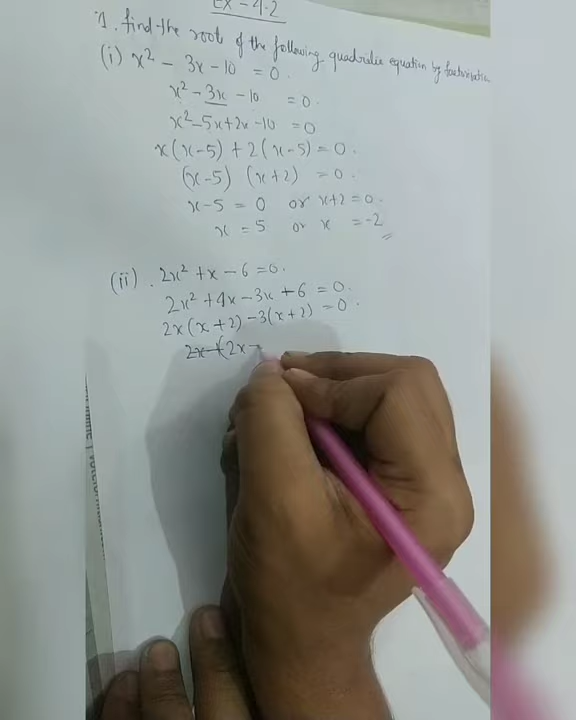 Ex - 4.2
1. find the root of the following quadratic equation by factorisation
(i) x² - 3x - 10 = 0.
x² - 3x - 10 = 0.
x² - 5x + 2x - 10 = 0
x(x-5) + 2(x-5) = 0.
(x-5) (x+2) = 0.
x-5 = 0 or x+2 = 0.
x = 5 or x = -2
(ii). 2x² + x - 6 = 0.
2x² + 4x - 3x + 6 = 0.
2x(x+2) - 3(x+2) = 0.
(2x -